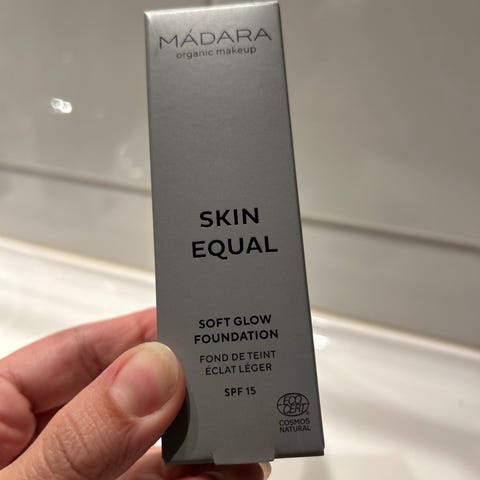 MÁDARA
organic makeup
SKIN
EQUAL
SOFT GLOW
FOUNDATION
FOND DE TEINT
ÉCLAT LÉGER
SPF 15
ECO
CERT
COSMOS
NATURAL